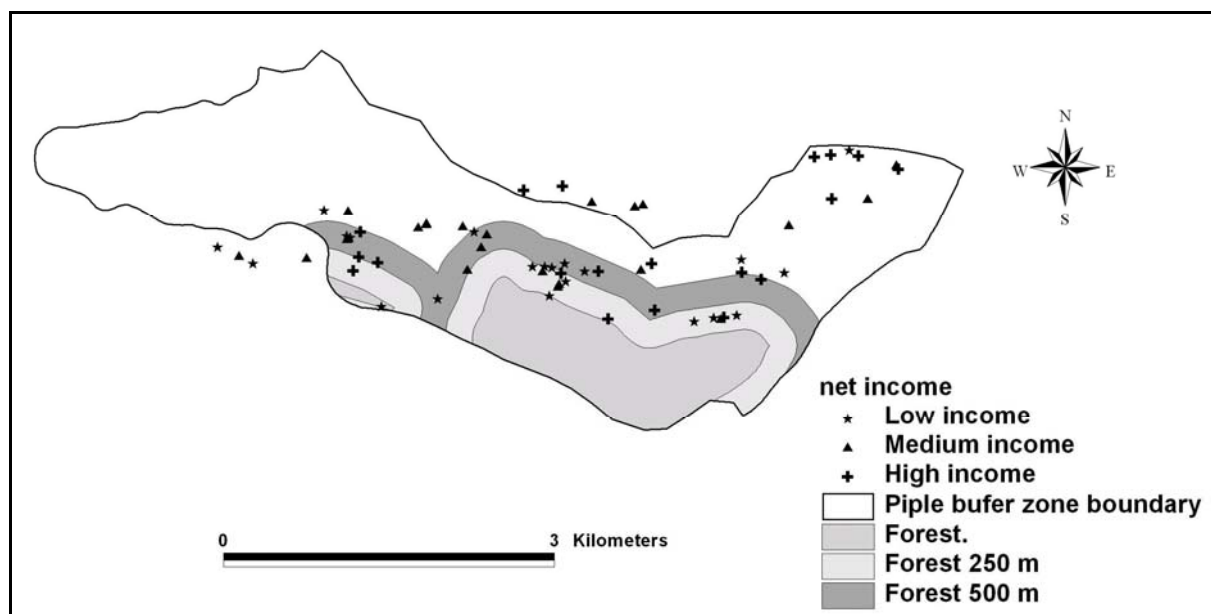 N
W E
S
net income
Low income
Medium income
High income
Piple bufer zone boundary
Forest.
Forest 250 m
Forest 500 m
0 3 Kilometers